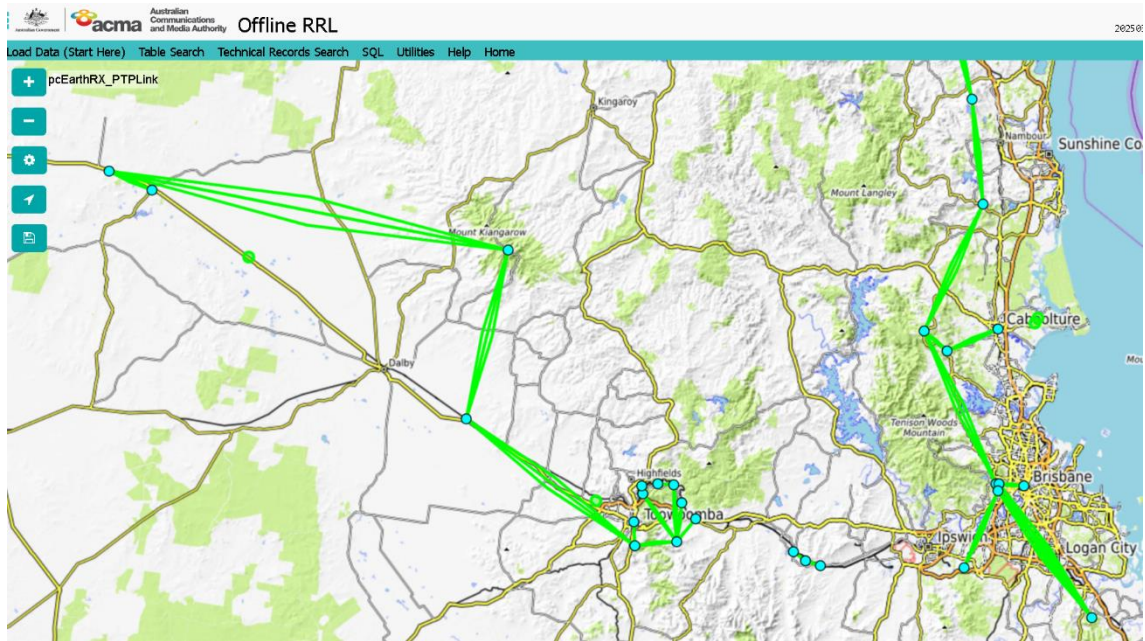 Australian Government
acma
Australian
Communications
and Media Authority
Offline RRL
Load Data (Start Here) Table Search Technical Records Search SQL Utilities Help Home
+
pcEarthRX_PTPLink
−
Kingaroy
Nambour
Sunshine Co
Mount Langley
Mount Kiangarow
Caboolture
Mou
Dalby
Tenison Woods
Mountain
Highfields
Brisbane
Toowoomba
Ipswich
Logan City